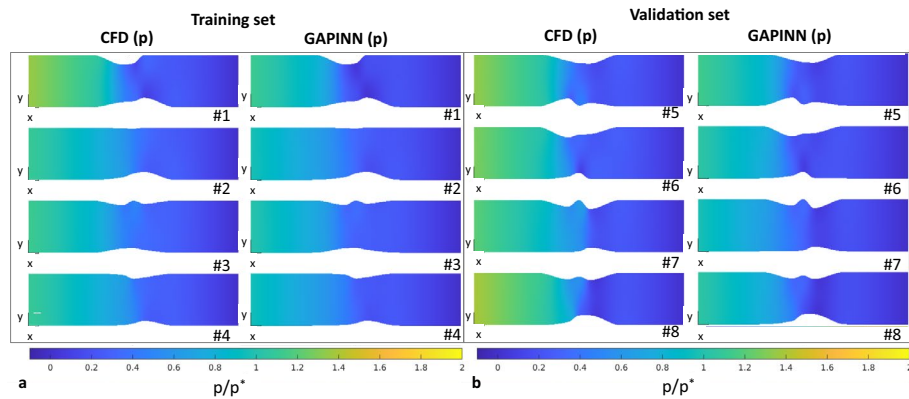 Training set
Validation set
CFD (p)
GAPINN (p)
CFD (p)
GAPINN (p)
y
x
#1
y
x
#1
y
x
#5
y
x
#5
y
x
#2
y
x
#2
y
x
#6
y
x
#6
y
x
#3
y
x
#3
y
x
#7
y
x
#7
y
x
#4
y
x
#4
y
x
#8
y
x
#8
0 0.2 0.4 0.6 0.8 1 1.2 1.4 1.6 1.8 2
0 0.2 0.4 0.6 0.8 1 1.2 1.4 1.6 1.8 2
a
p/p*
b
p/p*